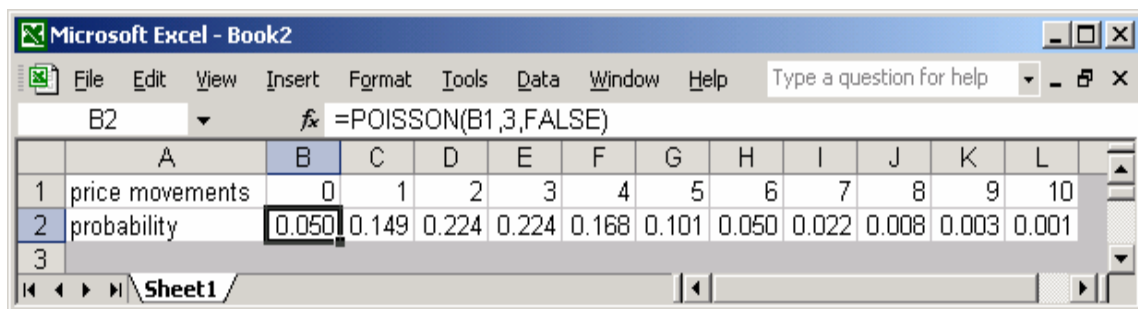 Microsoft Excel - Book2
File Edit View Insert Format Tools Data Window Help Type a question for help
B2 fx =POISSON(B1,3,FALSE)
A B C D E F G H I J K L
1 price movements 0 1 2 3 4 5 6 7 8 9 10
2 probability 0.050 0.149 0.224 0.224 0.168 0.101 0.050 0.022 0.008 0.003 0.001
3
Sheet1